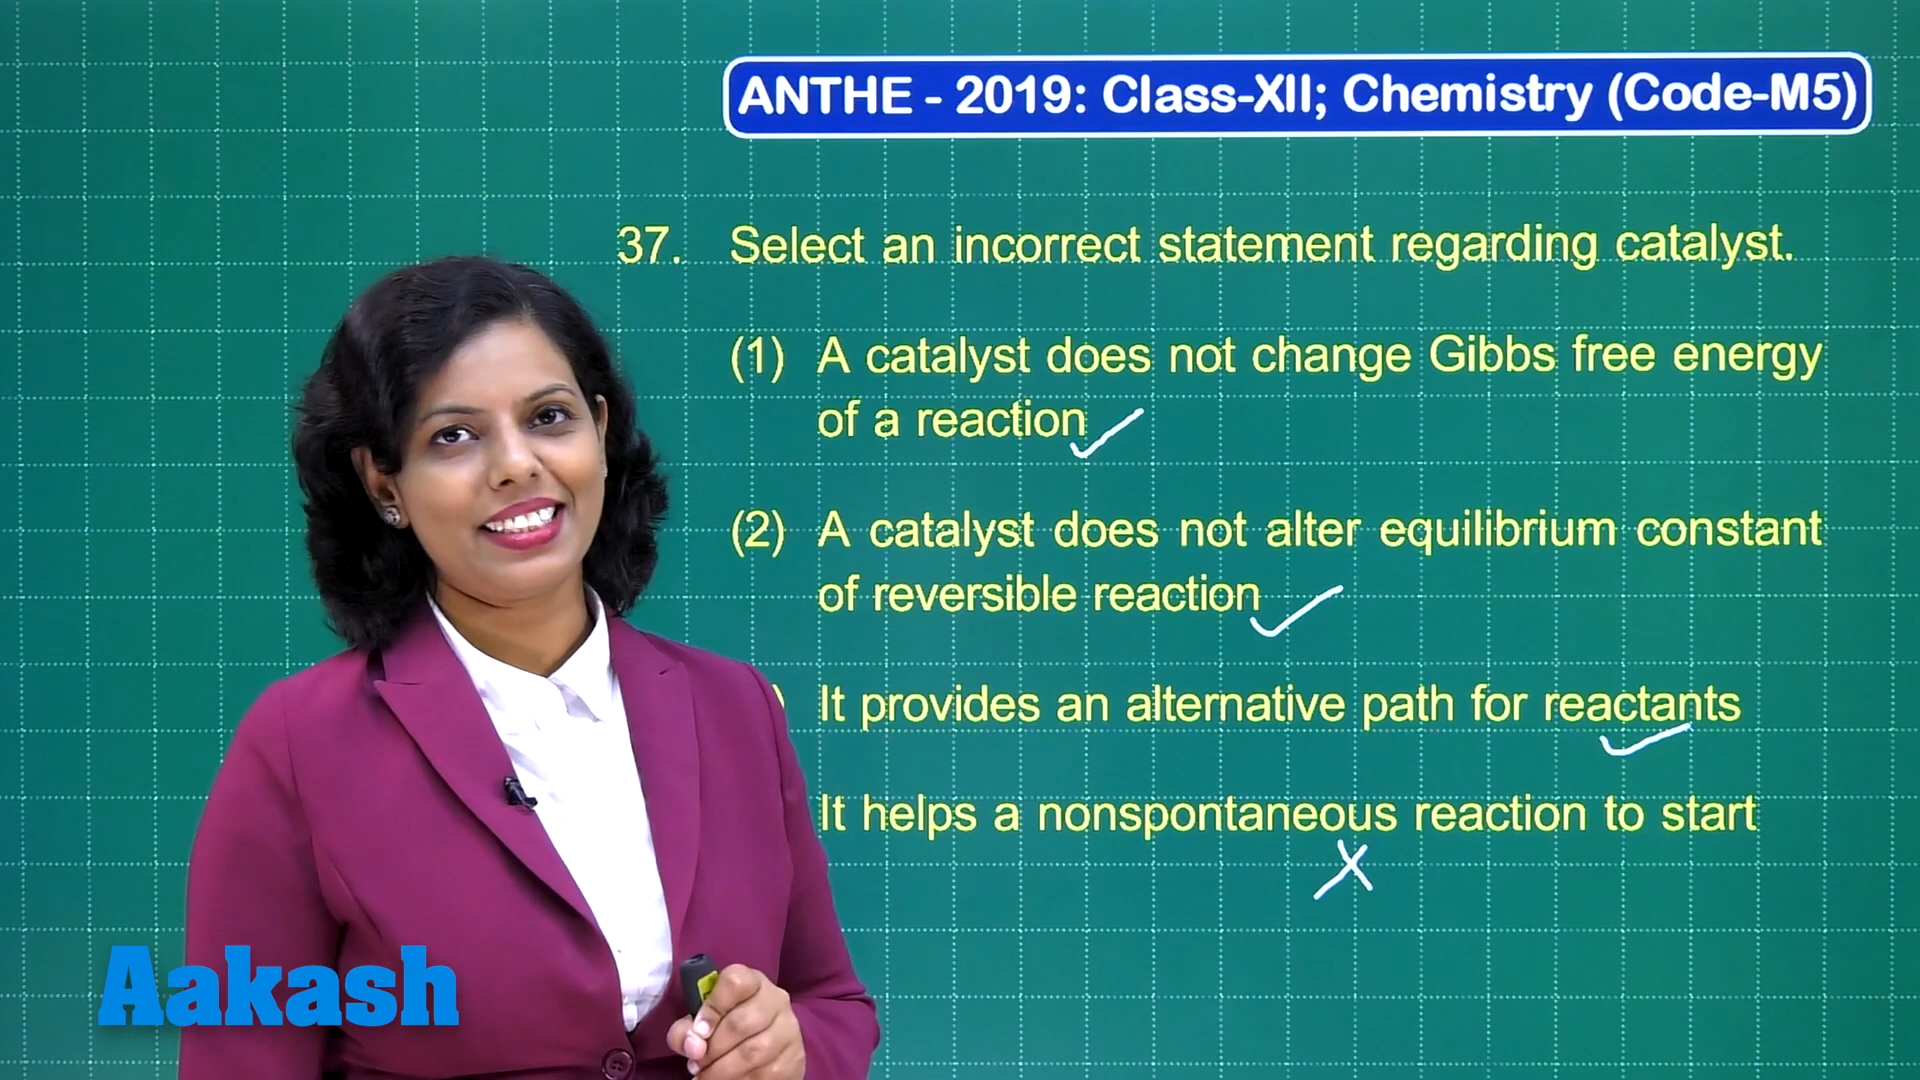 ANTHE - 2019: Class-XII; Chemistry (Code-M5)
37. Select an incorrect statement regarding catalyst.
(1) A catalyst does not change Gibbs free energy
of a reaction
(2) A catalyst does not alter equilibrium constant
of reversible reaction
) It provides an alternative path for reactants
It helps a nonspontaneous reaction to start
Aakash